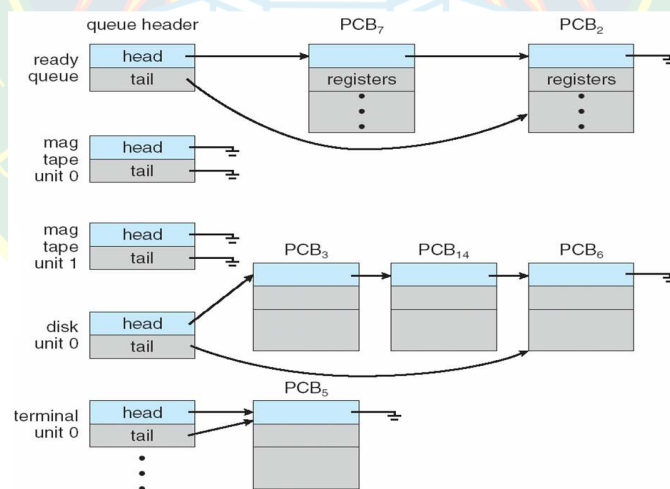 queue header
PCB7
PCB2
ready queue
head
tail
registers
registers
mag tape unit 0
head
tail
mag tape unit 1
head
tail
PCB3
PCB14
PCB6
disk unit 0
head
tail
PCB5
terminal unit 0
head
tail